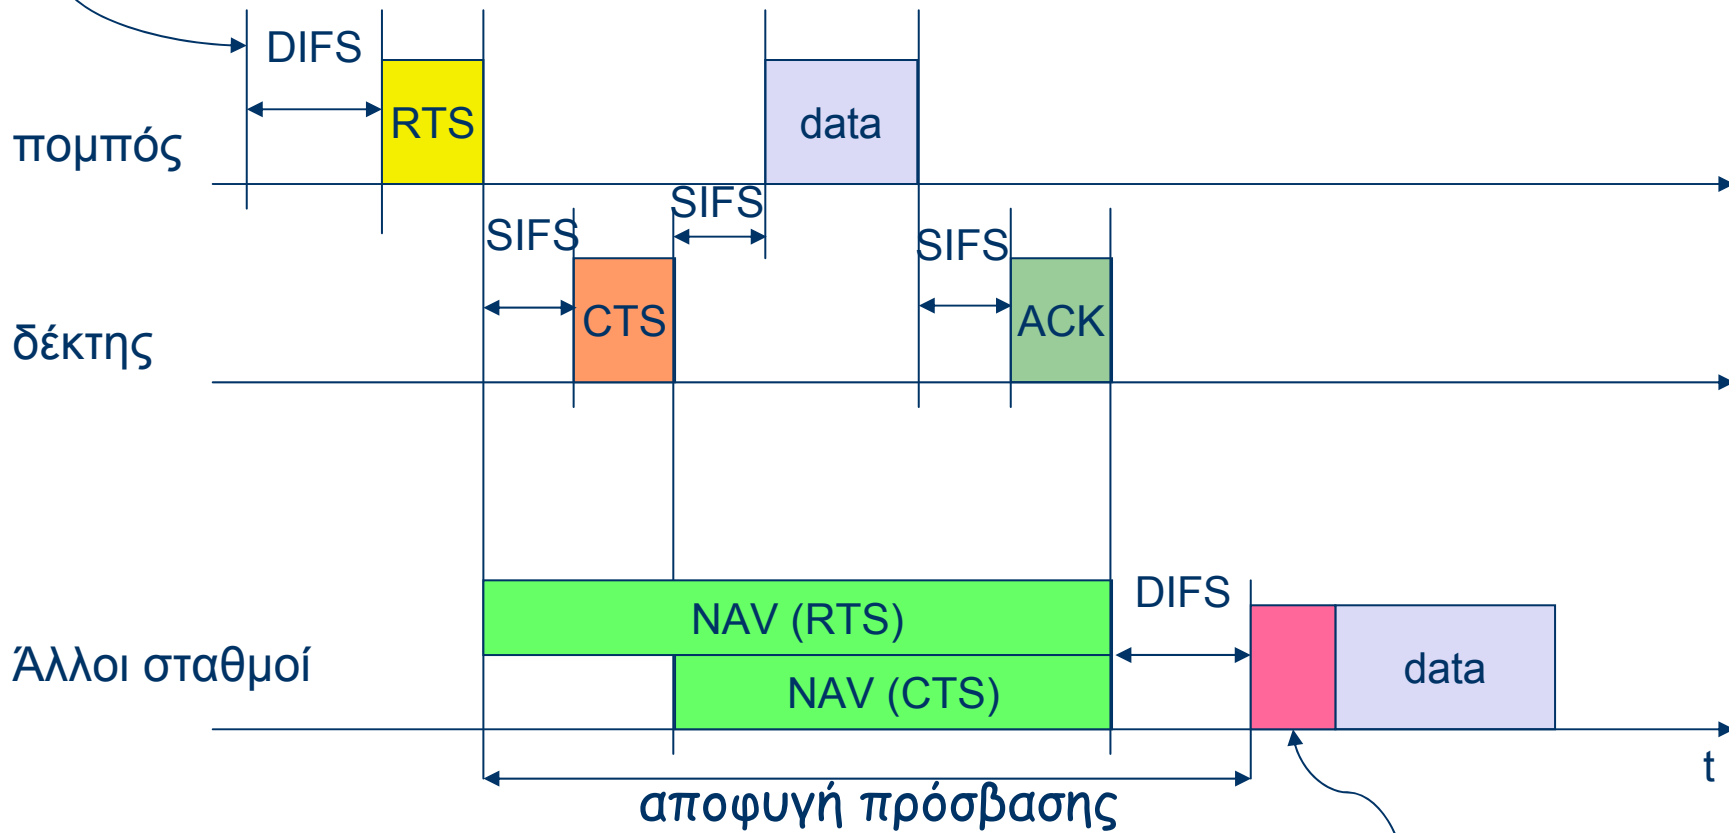 DIFS
RTS
data
πομπός
SIFS
SIFS
SIFS
CTS
ACK
δέκτης
DIFS
NAV (RTS)
Άλλοι σταθμοί
data
NAV (CTS)
t
αποφυγή πρόσβασης